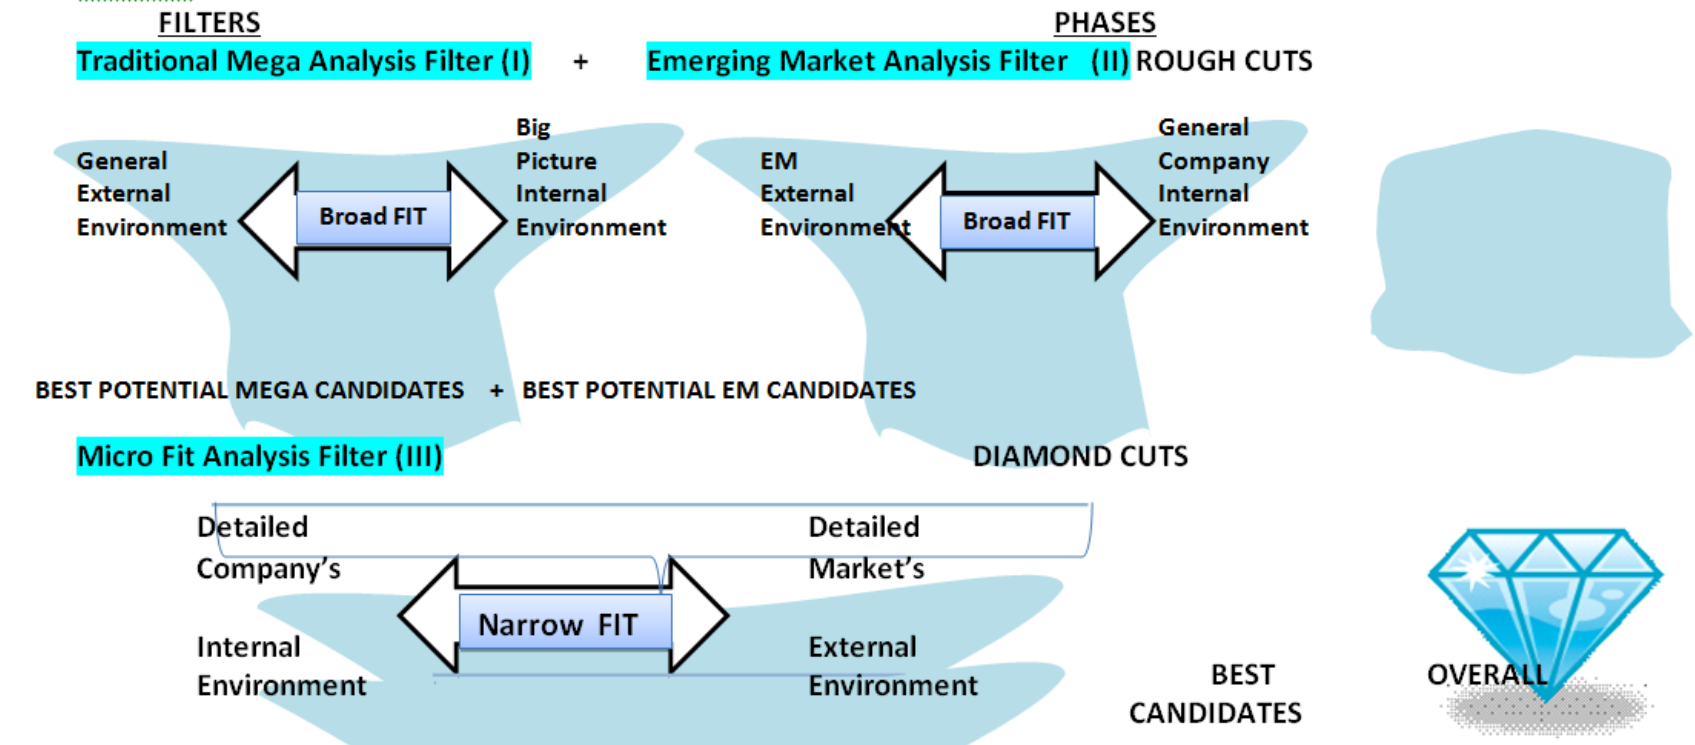 FILTERS PHASES
Traditional Mega Analysis Filter (I) + Emerging Market Analysis Filter (II) ROUGH CUTS
General
External
Environment
Broad FIT
Big
Picture
Internal
Environment
EM
External
Environment
Broad FIT
General
Company
Internal
Environment
BEST POTENTIAL MEGA CANDIDATES + BEST POTENTIAL EM CANDIDATES
Micro Fit Analysis Filter (III) DIAMOND CUTS
Detailed
Company's
Internal
Environment
Narrow FIT
Detailed
Market's
External
Environment
BEST OVERALL
CANDIDATES